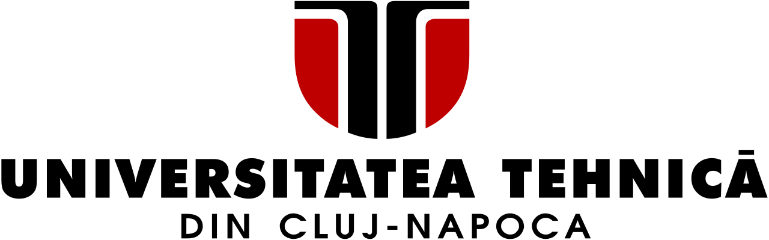 UNIVERSITATEA TEHNICĂ
DIN CLUJ-NAPOCA